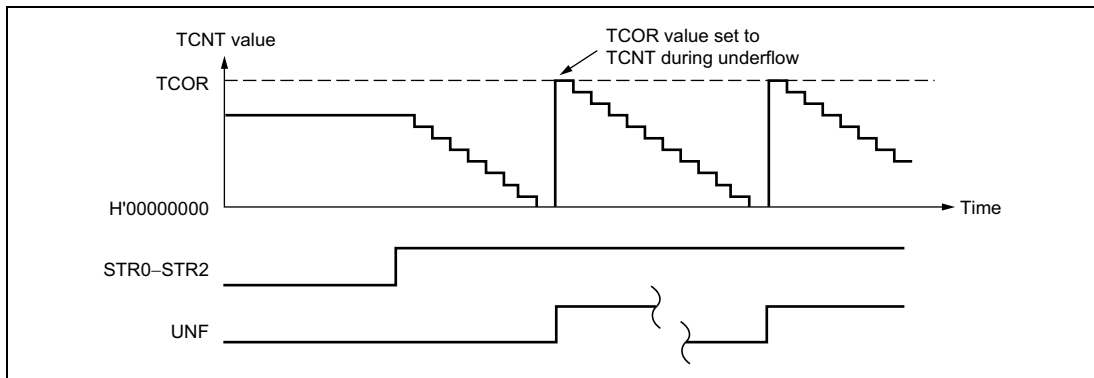 TCNT value
TCOR value set to
TCNT during underflow
TCOR
H'00000000
Time
STR0–STR2
UNF